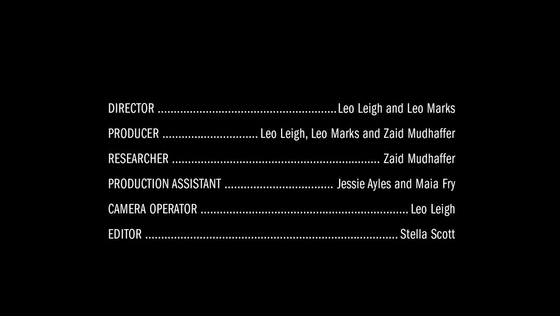 DIRECTOR ........................................................ Leo Leigh and Leo Marks
PRODUCER .............................. Leo Leigh, Leo Marks and Zaid Mudhaffer
RESEARCHER ................................................................. Zaid Mudhaffer
PRODUCTION ASSISTANT .................................. Jessie Ayles and Maia Fry
CAMERA OPERATOR ................................................................. Leo Leigh
EDITOR ............................................................................... Stella Scott